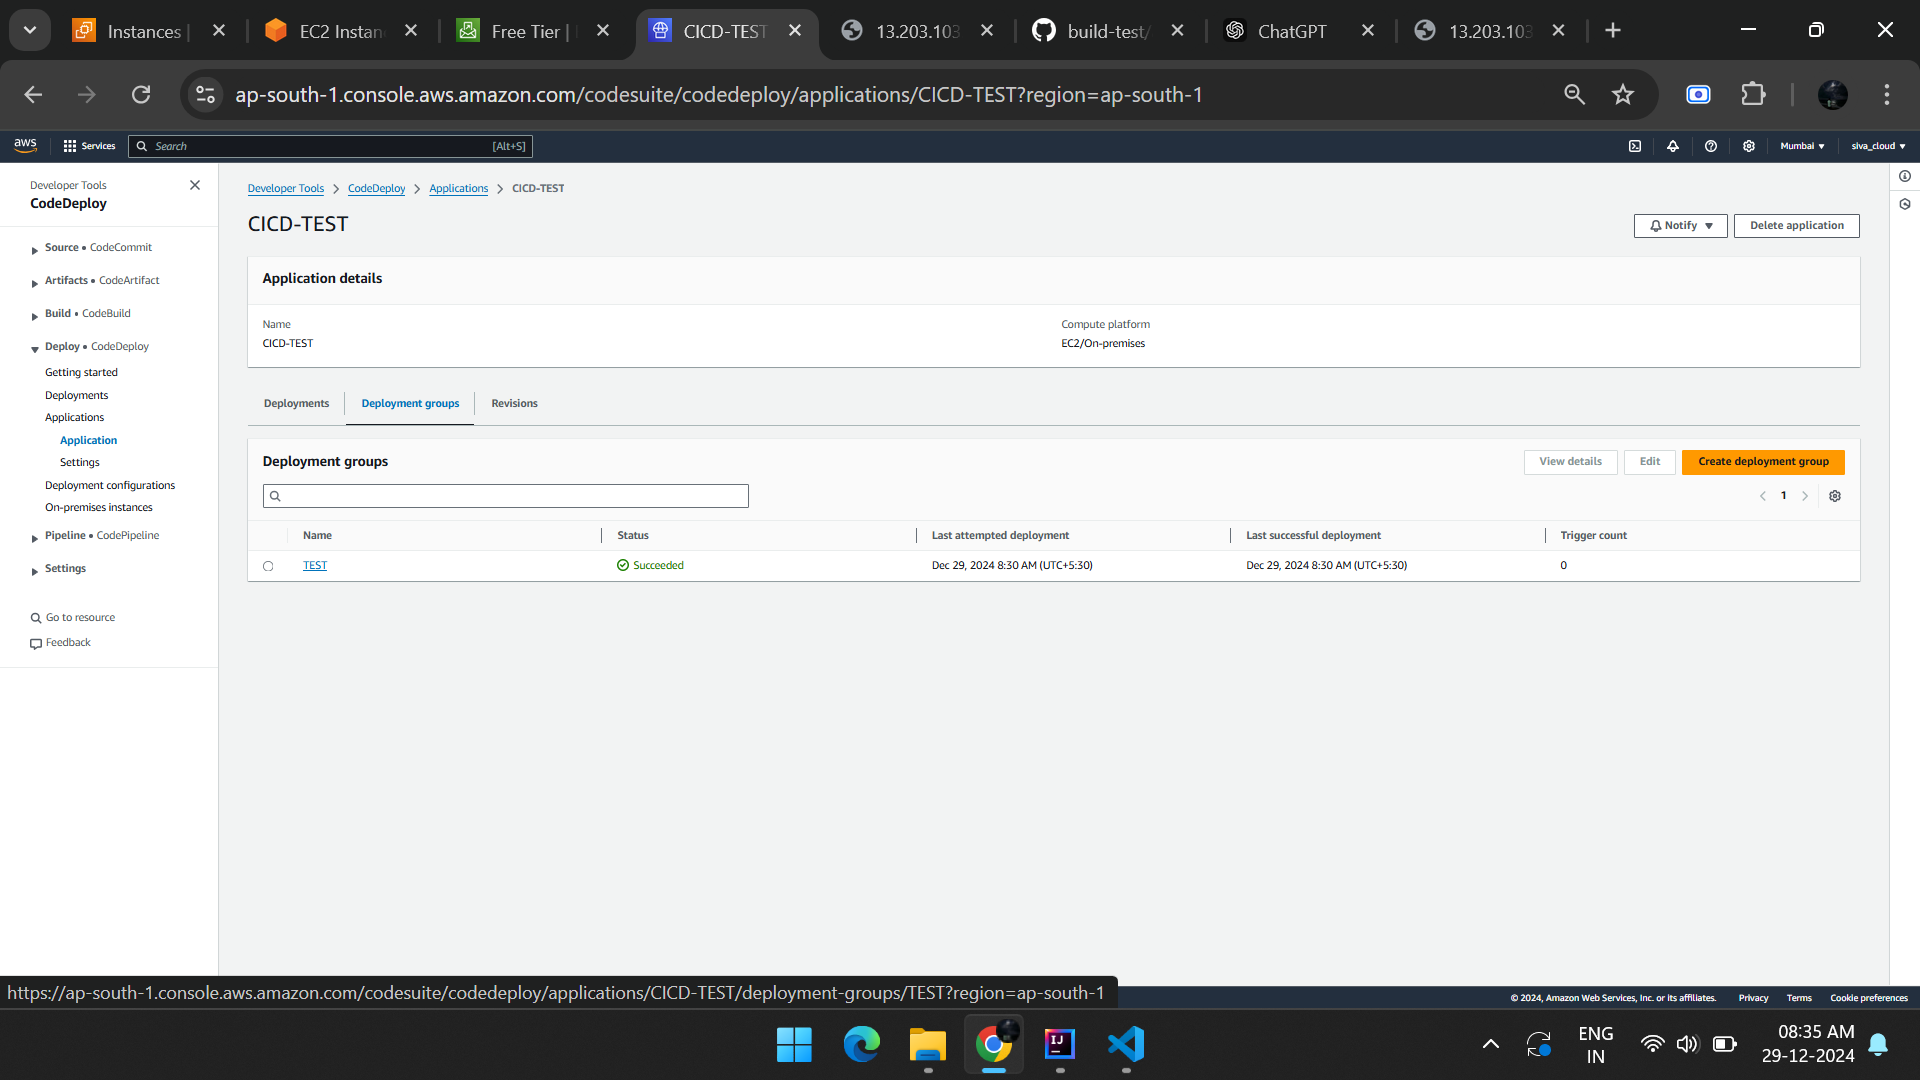 Instances |
EC2 Instan
Free Tier |
CICD-TEST
13.203.103
build-test/
ChatGPT
13.203.103
ap-south-1.console.aws.amazon.com/codesuite/codedeploy/applications/CICD-TEST?region=ap-south-1
aws
Services
Search
[Alt+S]
Mumbai
siva_cloud
Developer Tools
CodeDeploy
Source • CodeCommit
Artifacts • CodeArtifact
Build • CodeBuild
Deploy • CodeDeploy
Getting started
Deployments
Applications
Application
Settings
Deployment configurations
On-premises instances
Pipeline • CodePipeline
Settings
Go to resource
Feedback
Developer Tools > CodeDeploy > Applications > CICD-TEST
CICD-TEST
Notify
Delete application
Application details
Name
CICD-TEST
Compute platform
EC2/On-premises
Deployments
Deployment groups
Revisions
Deployment groups
View details
Edit
Create deployment group
1
Name Status Last attempted deployment Last successful deployment Trigger count
TEST Succeeded Dec 29, 2024 8:30 AM (UTC+5:30) Dec 29, 2024 8:30 AM (UTC+5:30) 0
https://ap-south-1.console.aws.amazon.com/codesuite/codedeploy/applications/CICD-TEST/deployment-groups/TEST?region=ap-south-1
© 2024, Amazon Web Services, Inc. or its affiliates.
Privacy
Terms
Cookie preferences
IJ
ENG
IN
08:35 AM
29-12-2024